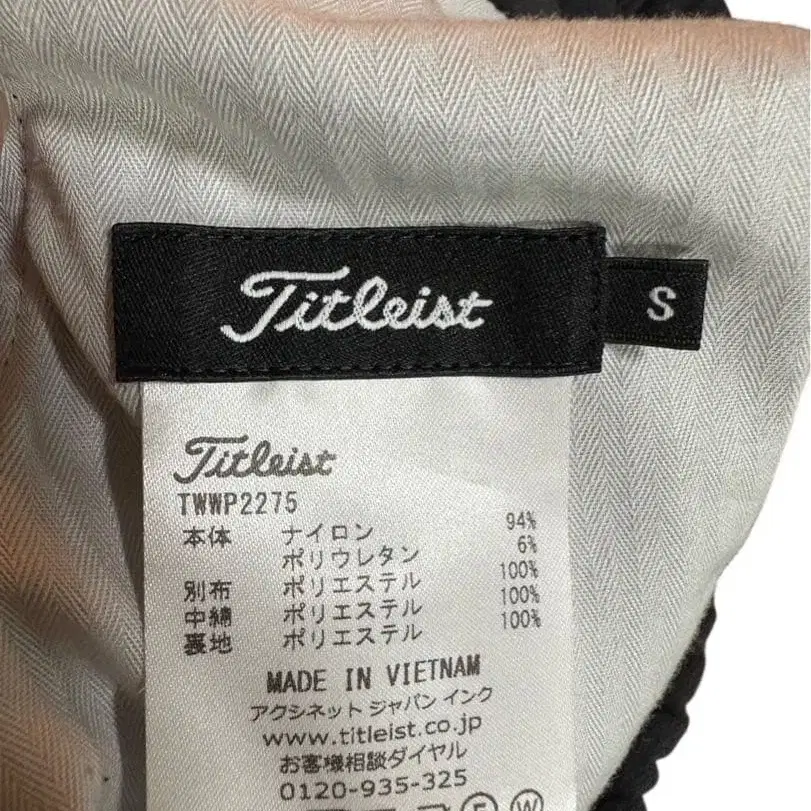 Titleist
S
Titleist
TWWP2275
本体 ナイロン 94%
ポリウレタン 6%
別布 ポリエステル 100%
中綿 ポリエステル 100%
裏地 ポリエステル 100%
MADE IN VIETNAM
アクシネット ジャパン インク
www.titleist.co.jp
お客様相談ダイヤル
0120-935-325
F W